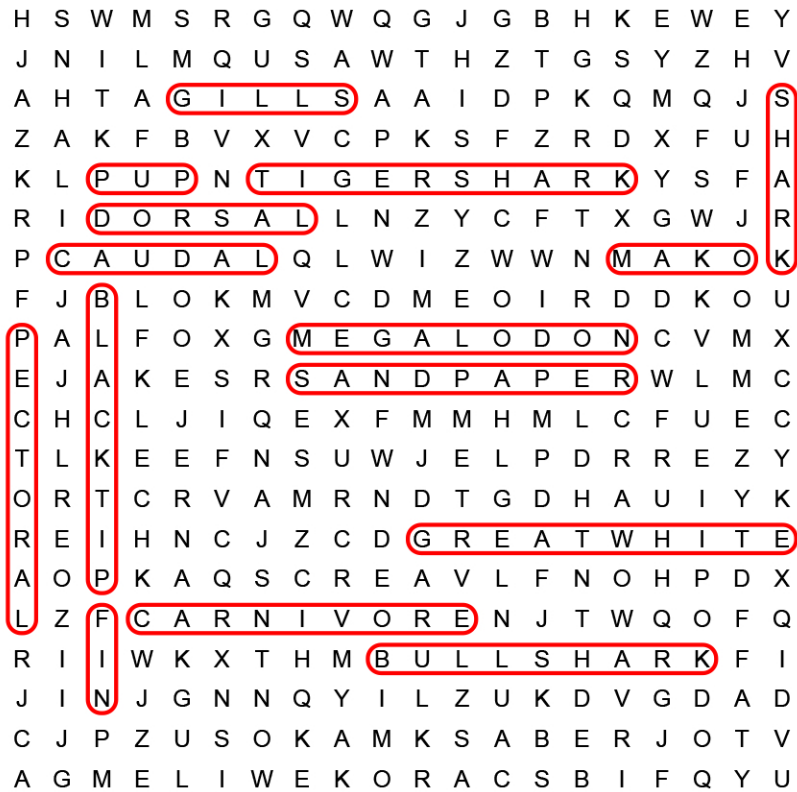 H S W M S R G Q W Q G J G B H K E W E Y
J N I L M Q U S A W T H Z T G S Y Z H V
A H T A G I L L S A A I D P K Q M Q J S
Z A K F B V X V C P K S F Z R D X F U H
K L P U P N T I G E R S H A R K Y S F A
R I D O R S A L L N Z Y C F T X G W J R
P C A U D A L Q L W I Z W W N M A K O K
F J B L O K M V C D M E O I R D D K O U
P A L F O X G M E G A L O D O N C V M X
E J A K E S R S A N D P A P E R W L M C
C H C L J I Q E X F M M H M L C F U E C
T L K E E F N S U W J E L P D R R E Z Y
O R T C R V A M R N D T G D H A U I Y K
R E I H N C J Z C D G R E A T W H I T E
A O P K A Q S C R E A V L F N O H P D X
L Z F C A R N I V O R E N J T W Q O F Q
R I I W K X T H M B U L L S H A R K F I
J I N J G N N Q Y I L Z U K D V G D A D
C J P Z U S O K A M K S A B E R J O T V
A G M E L I W E K O R A C S B I F Q Y U